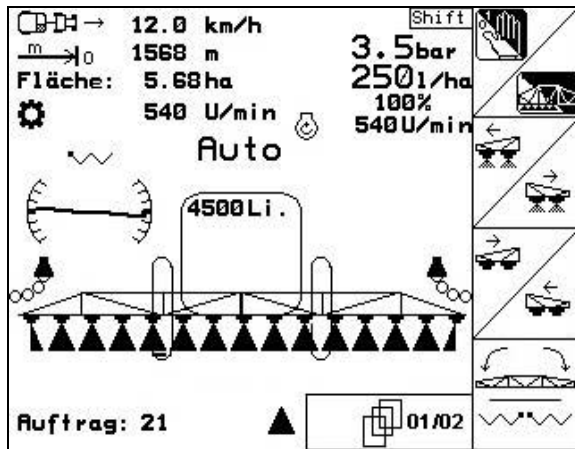 Shift
12.0 km/h
m
0
1568 m
3.5bar
Fläche: 5.68ha
250l/ha
100%
540 U/min
540U/min
Auto
4500Li.
Auftrag: 21
01/02